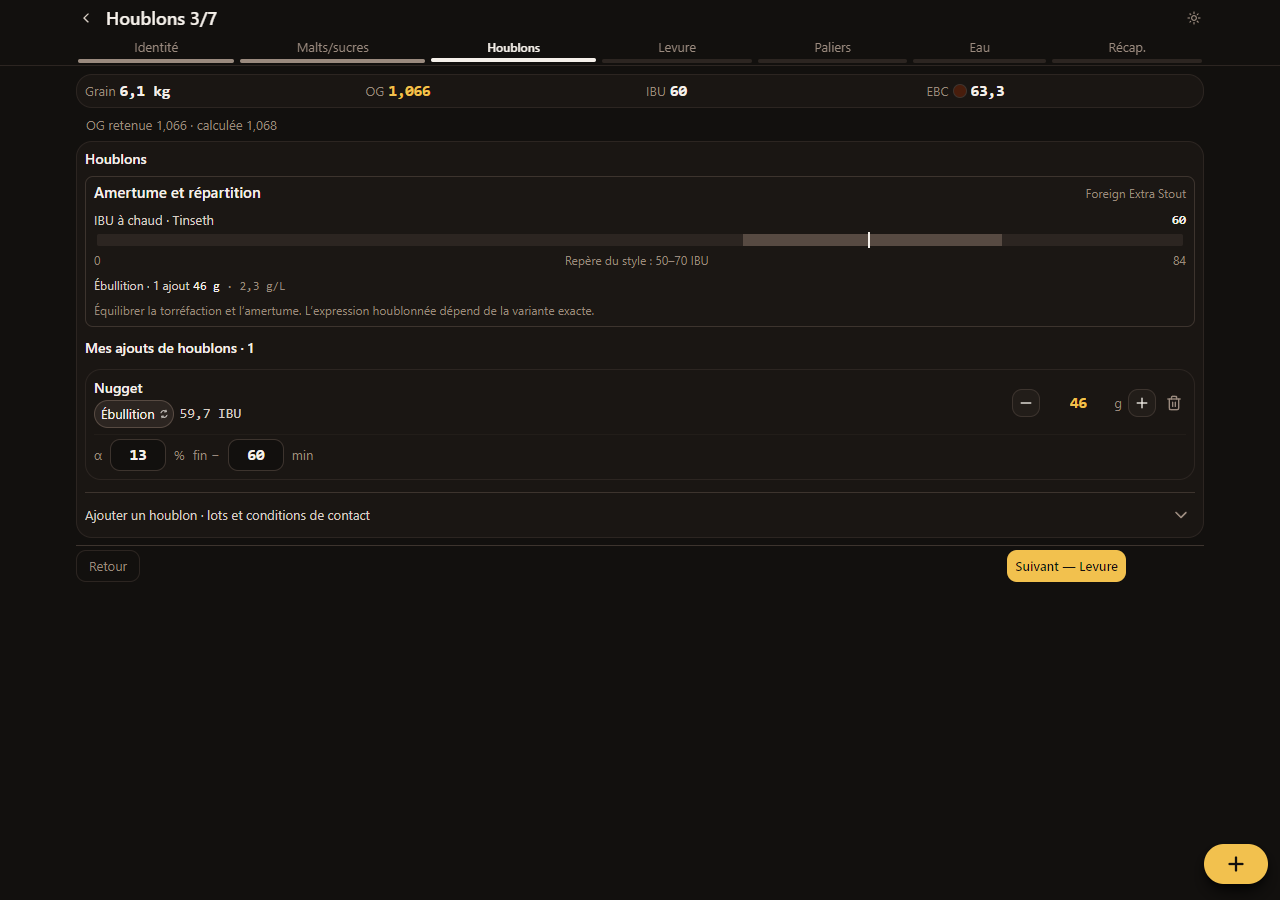 Houblons 3/7
Identité Malts/sucres Houblons Levure Paliers Eau Récap.
Grain 6,1 kg OG 1,066 IBU 60 EBC 63,3
OG retenue 1,066 · calculée 1,068
Houblons
Amertume et répartition Foreign Extra Stout
IBU à chaud · Tinseth 60
0 Repère du style : 50–70 IBU 84
Ébullition · 1 ajout 46 g · 2,3 g/L
Équilibrer la torréfaction et l’amertume. L’expression houblonnée dépend de la variante exacte.
Mes ajouts de houblons · 1
Nugget
Ébullition 59,7 IBU − 46 g +
α 13 % fin − 60 min
Ajouter un houblon · lots et conditions de contact
Retour Suivant — Levure
+